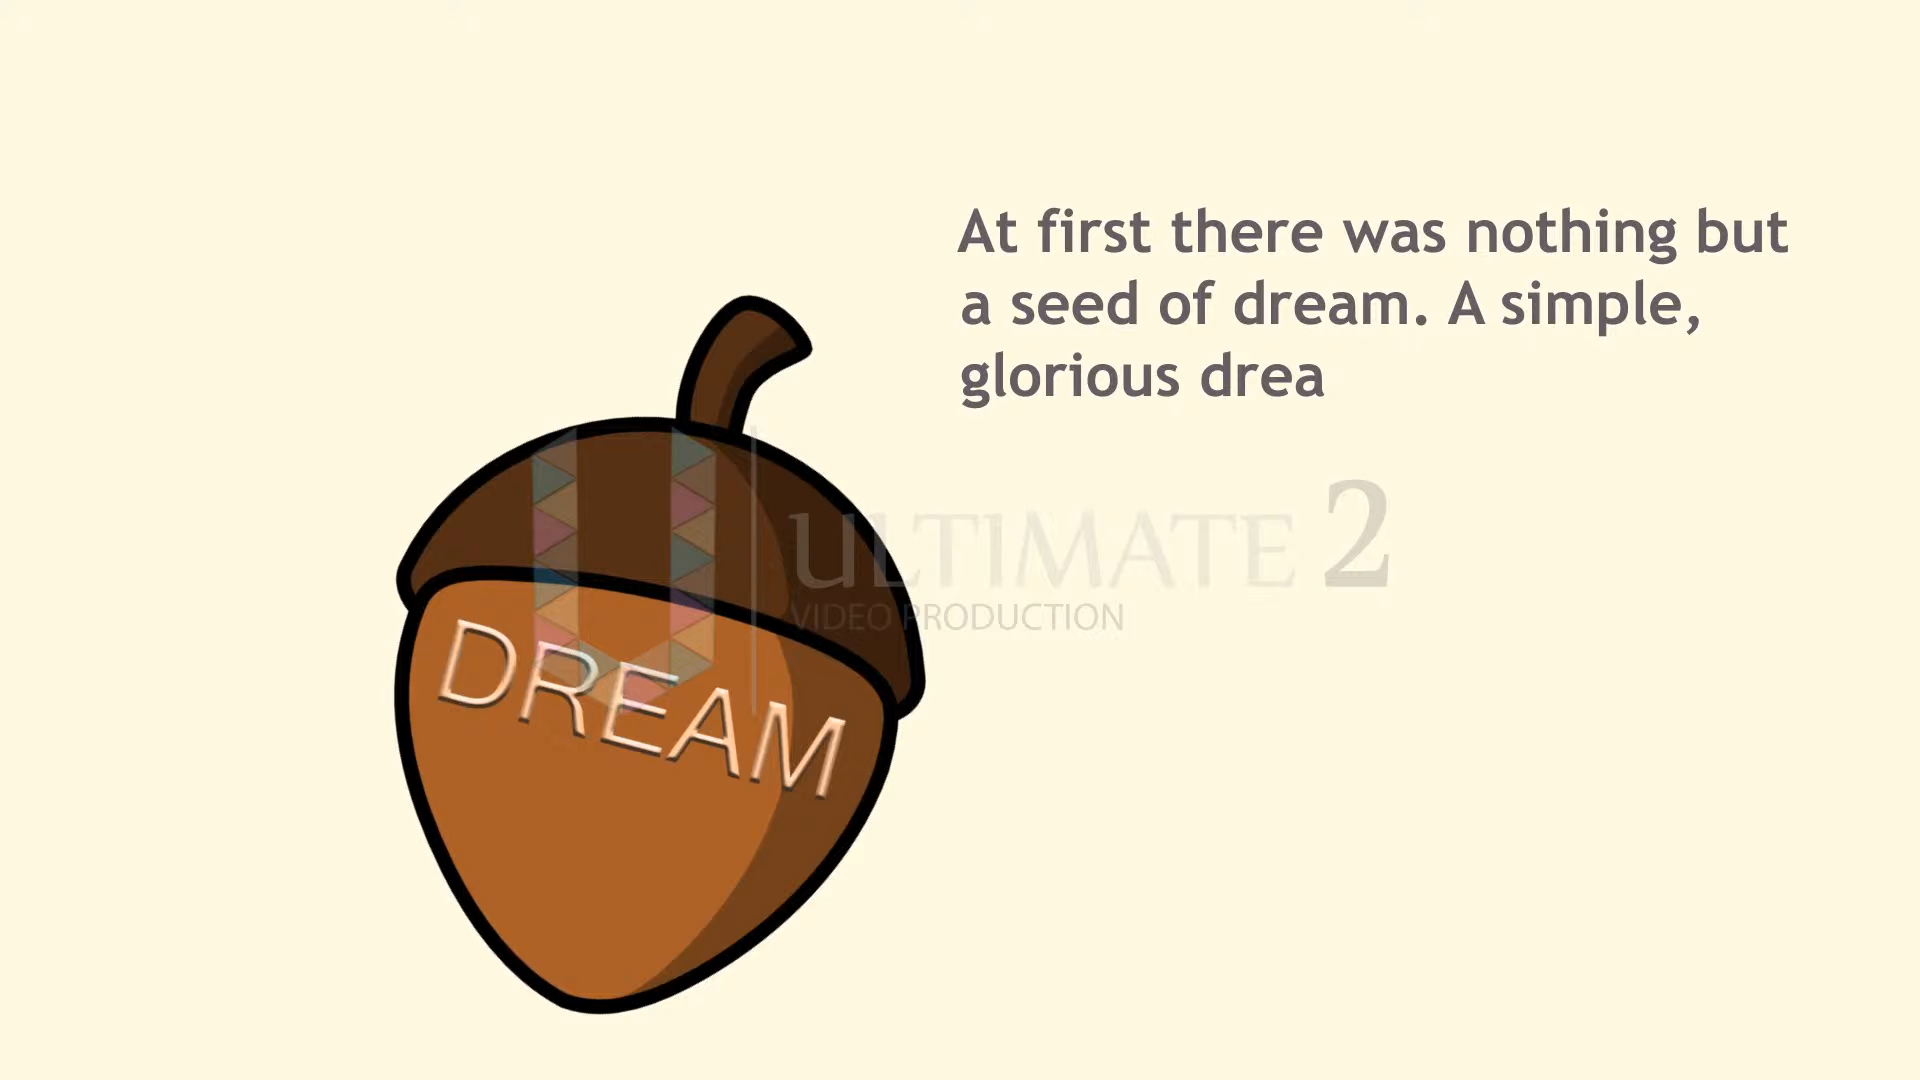 At first there was nothing but
a seed of dream. A simple,
glorious drea
ULTIMATE 2
VIDEO PRODUCTION
DREAM